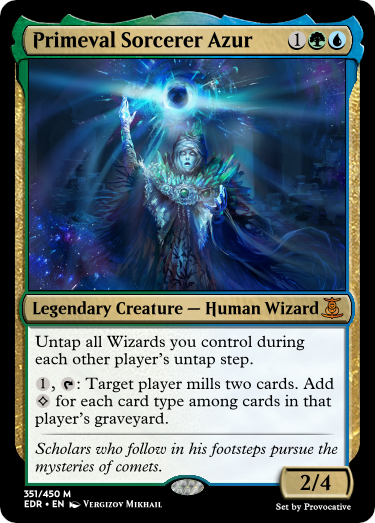 Primeval Sorcerer Azur 1
Legendary Creature — Human Wizard
Untap all Wizards you control during
each other player's untap step.
1, : Target player mills two cards. Add
for each card type among cards in that
player's graveyard.
Scholars who follow in his footsteps pursue the
mysteries of comets.
2/4
351/450 M
EDR • EN Vergizov Mikhail
Set by Provocative